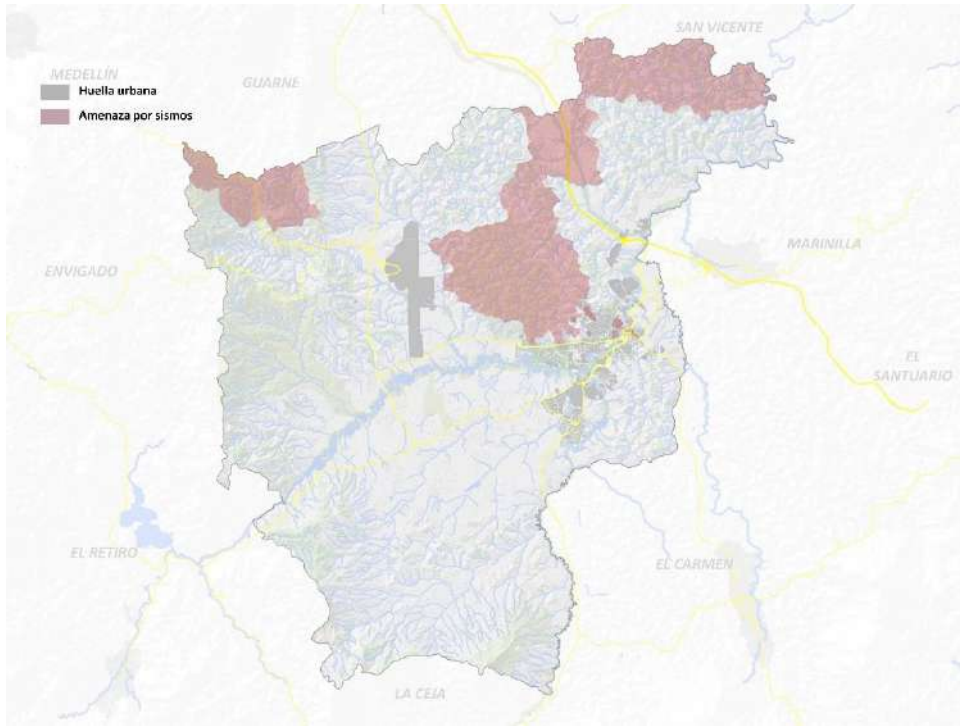 SAN VICENTE
MEDELLÍN
GUARNE
Huella urbana
Amenaza por sismos
MARINILLA
ENVIGADO
EL
SANTUARIO
EL RETIRO
EL CARMEN
LA CEJA